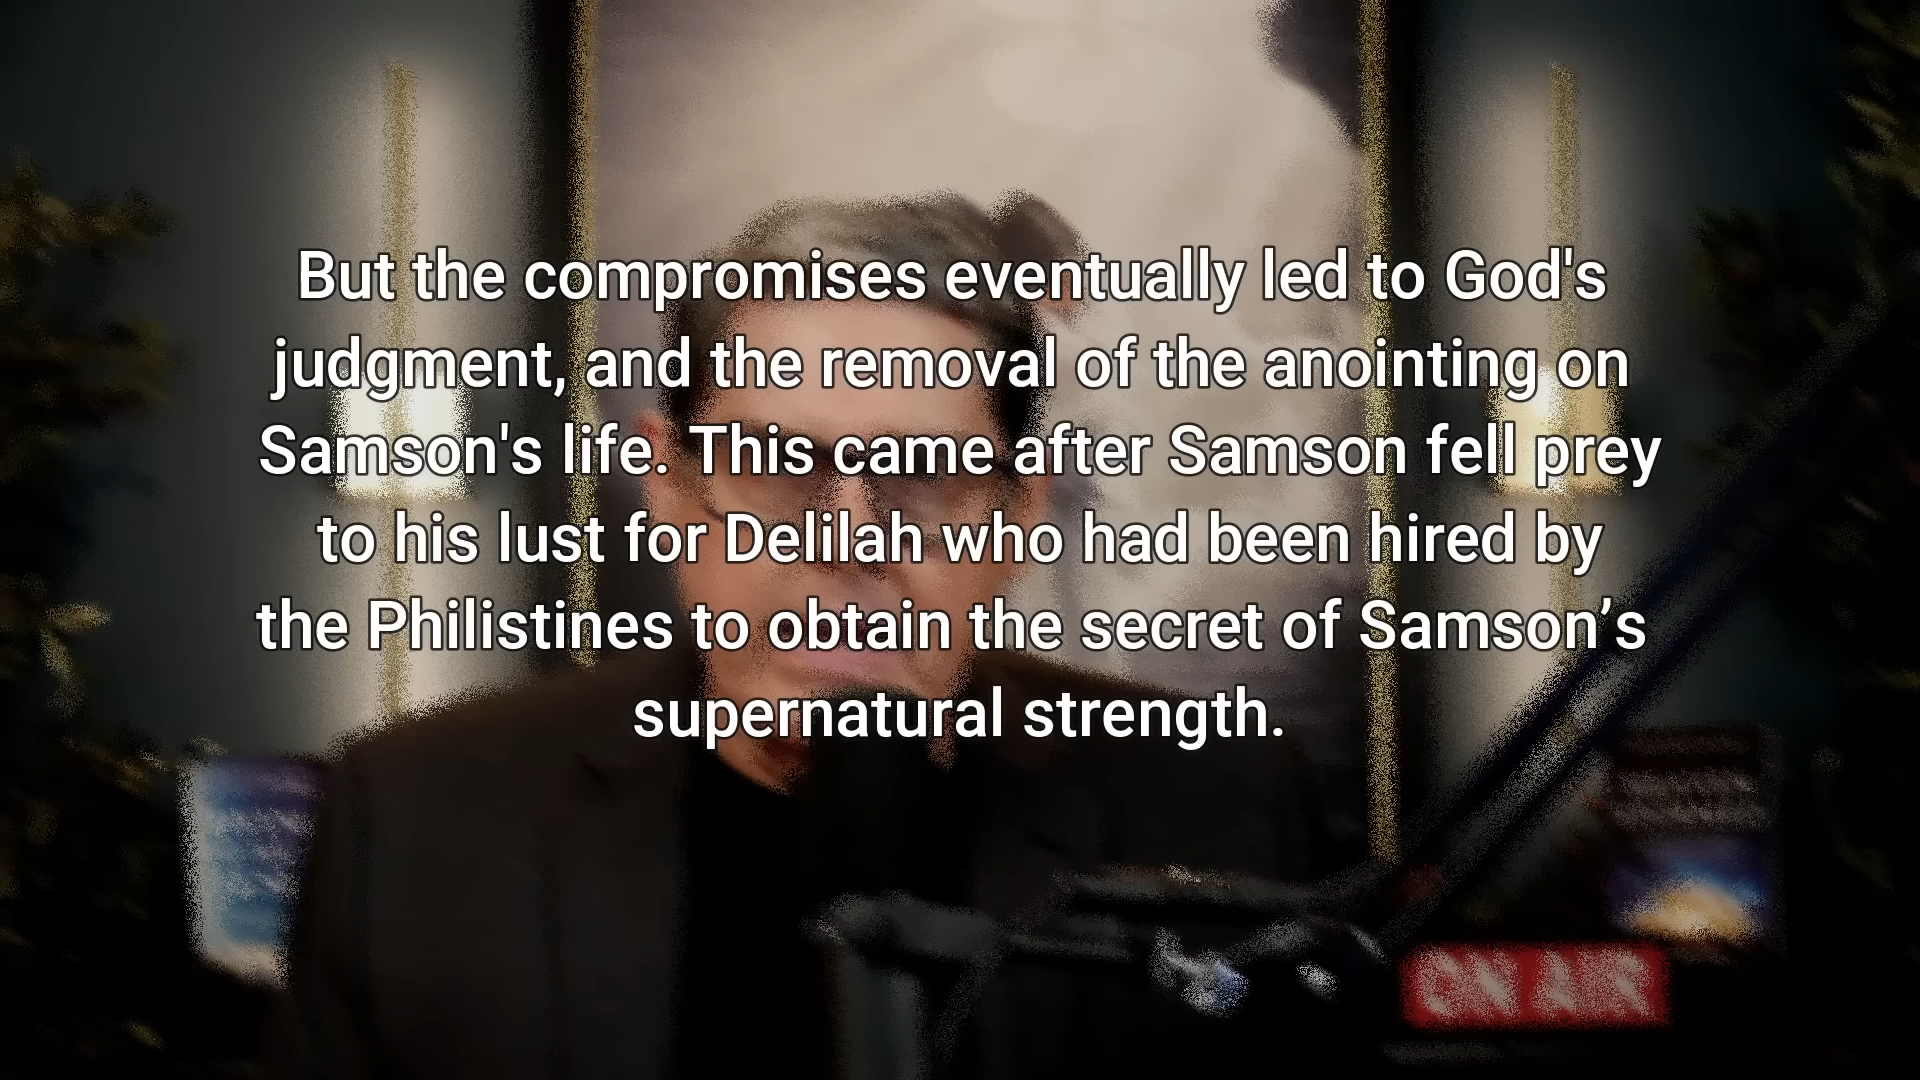 But the compromises eventually led to God's
judgment, and the removal of the anointing on
Samson's life. This came after Samson fell prey
to his lust for Delilah who had been hired by
the Philistines to obtain the secret of Samson’s
supernatural strength.
ON AIR